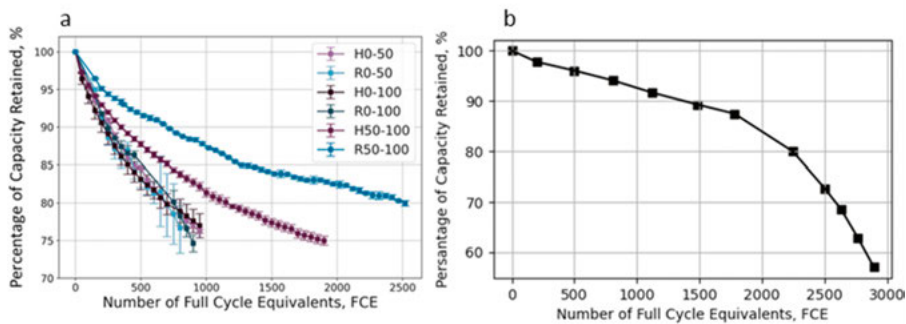 a
Percentage of Capacity Retained, %
100
95
90
85
80
75
70
0
500
1000
1500
2000
2500
Number of Full Cycle Equivalents, FCE
H0-50
R0-50
H0-100
R0-100
H50-100
R50-100
b
Persantage of Capacity Retained, %
100
90
80
70
60
0
500
1000
1500
2000
2500
3000
Number of Full Cycle Equivalents, FCE